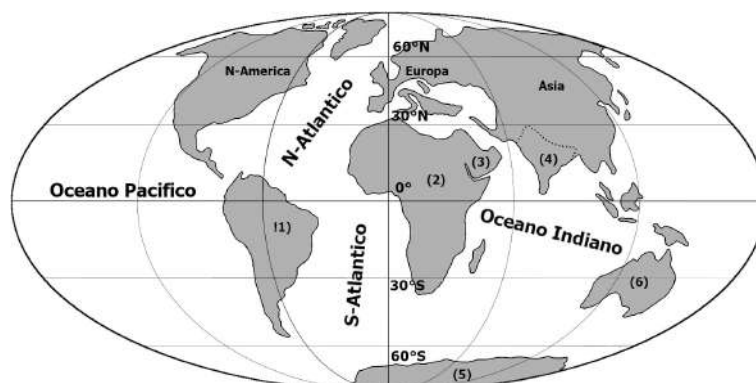 60°N
N-America
Europa
Asia
N-Atlantico
30°N
(3)
(4)
(2)
Oceano Pacifico
0°
!1)
Oceano Indiano
S-Atlantico
30°S
(6)
60°S
(5)